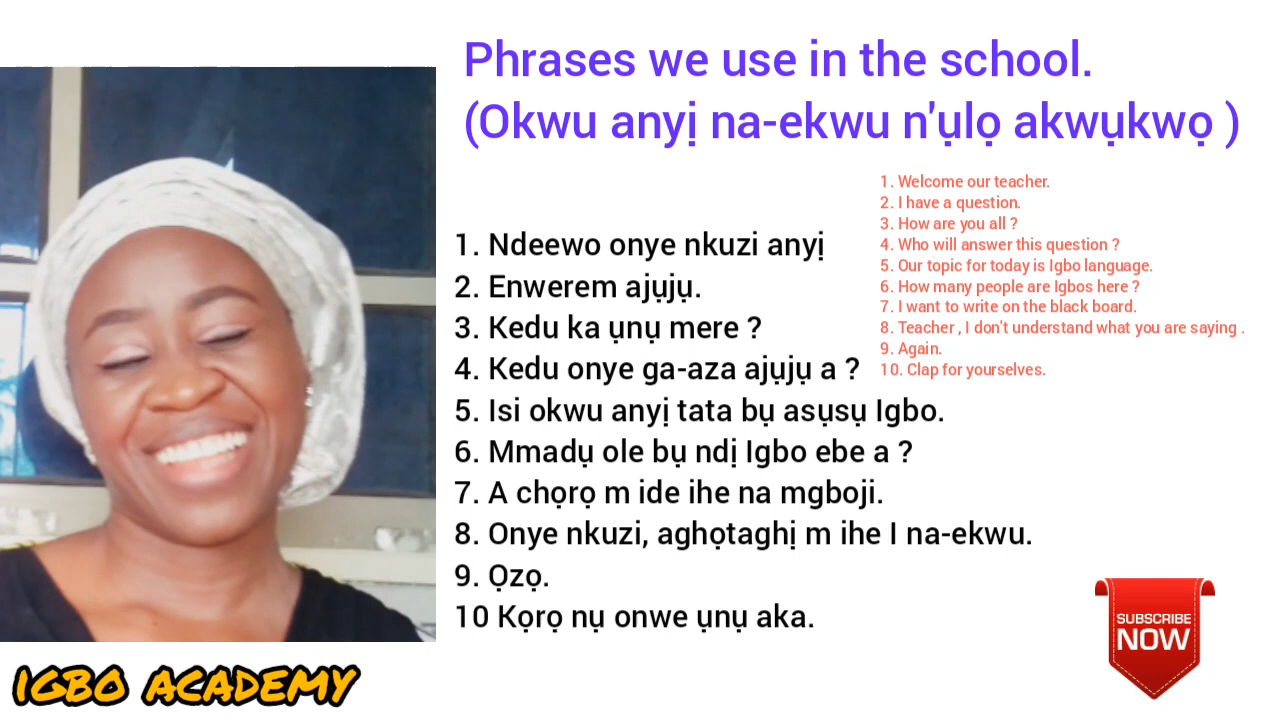 Phrases we use in the school.
(Okwu anyị na-ekwu n'ụlọ akwụkwọ )
1. Welcome our teacher.
2. I have a question.
3. How are you all ?
4. Who will answer this question ?
5. Our topic for today is Igbo language.
6. How many people are Igbos here ?
7. I want to write on the black board.
8. Teacher , I don't understand what you are saying .
9. Again.
10. Clap for yourselves.
1. Ndeewo onye nkuzi anyị
2. Enwerem ajụjụ.
3. Kedu ka ụnụ mere ?
4. Kedu onye ga-aza ajụjụ a ?
5. Isi okwu anyị tata bụ asụsụ Igbo.
6. Mmadụ ole bụ ndị Igbo ebe a ?
7. A chọrọ m ide ihe na mgboji.
8. Onye nkuzi, aghọtaghị m ihe I na-ekwu.
9. Ọzọ.
10 Kọrọ nụ onwe ụnụ aka.
SUBSCRIBE
NOW
IGBO ACADEMY